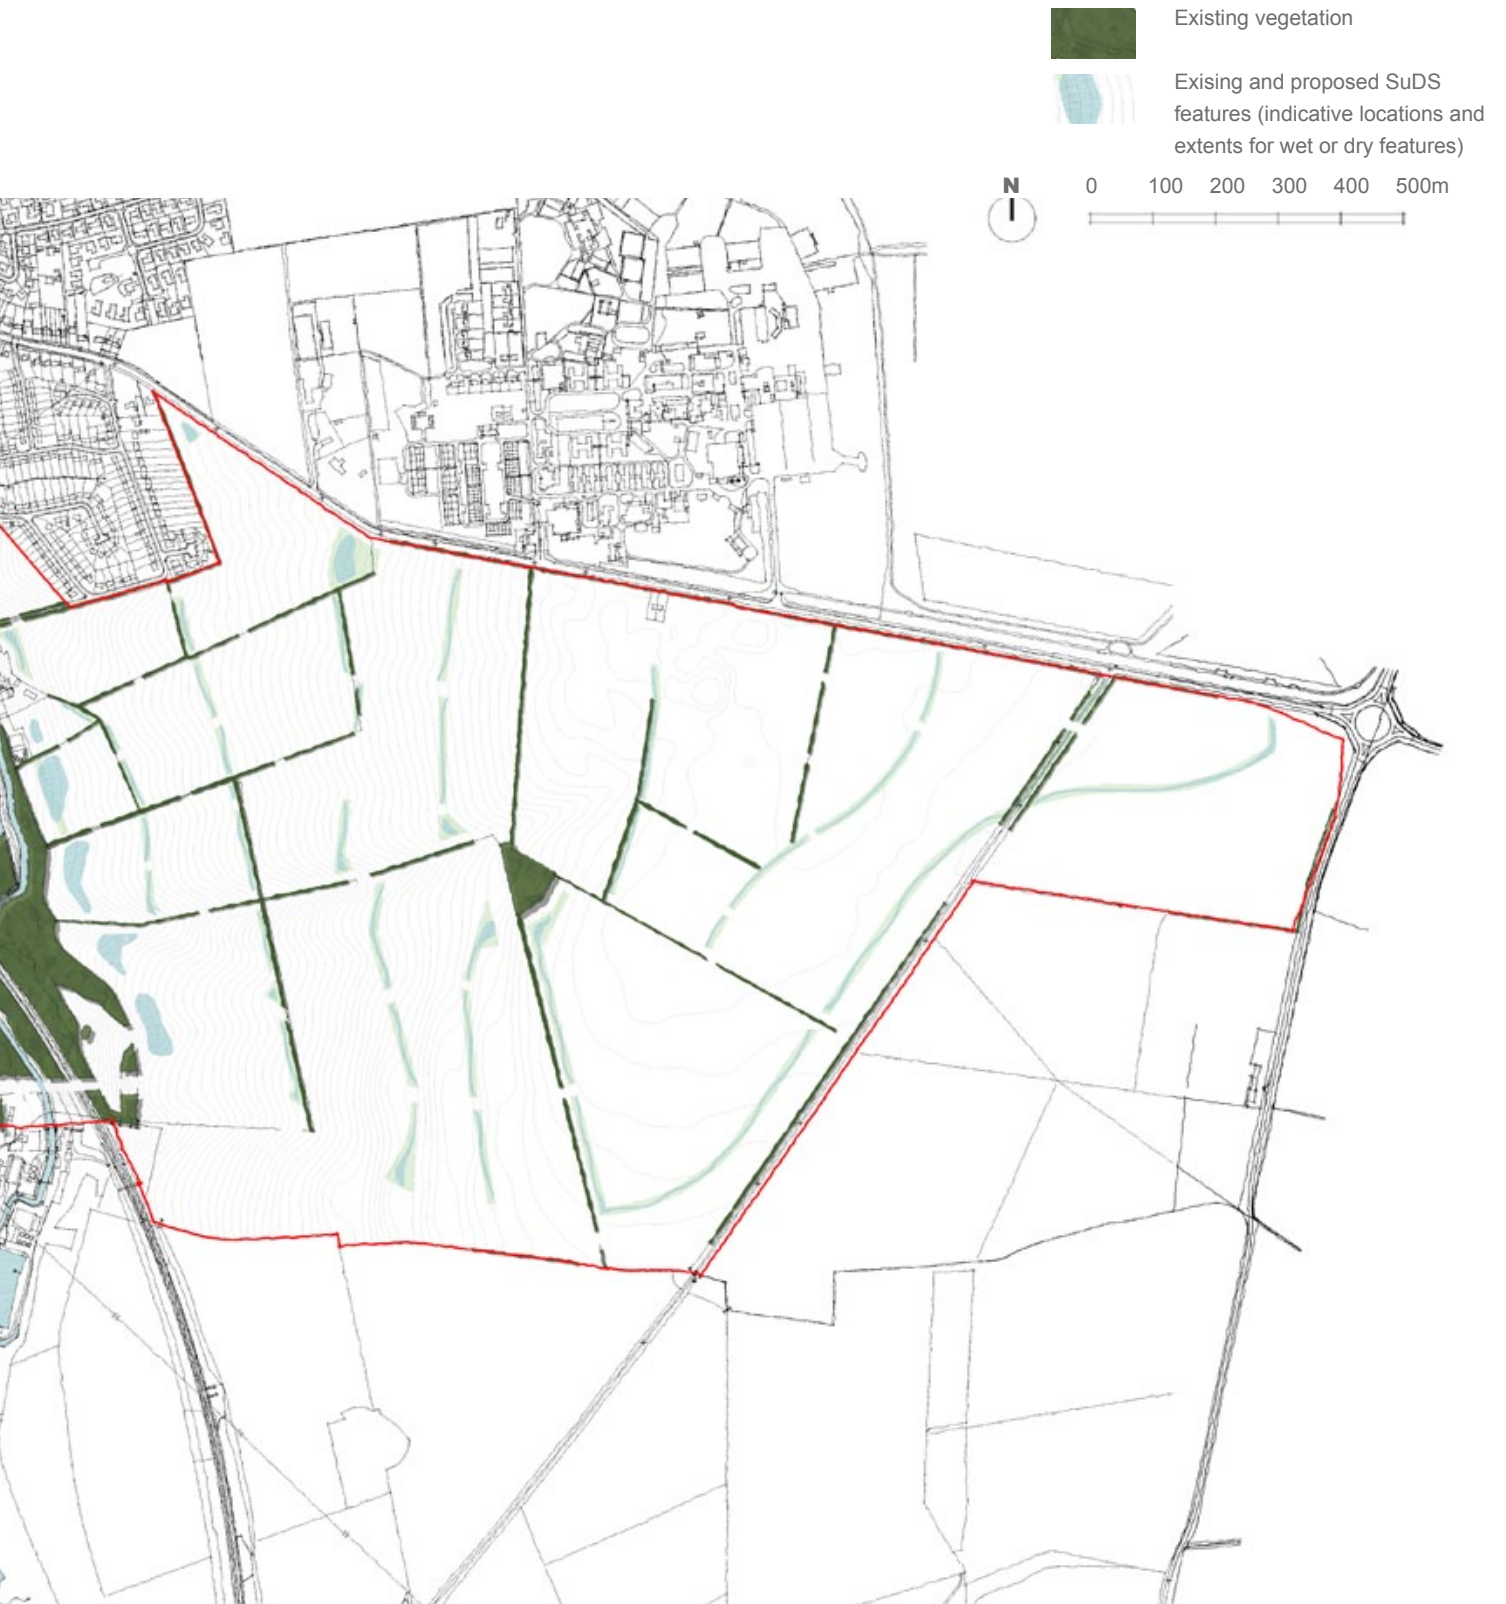 Existing vegetation
Exising and proposed SuDS
features (indicative locations and
extents for wet or dry features)
N
0 100 200 300 400 500m